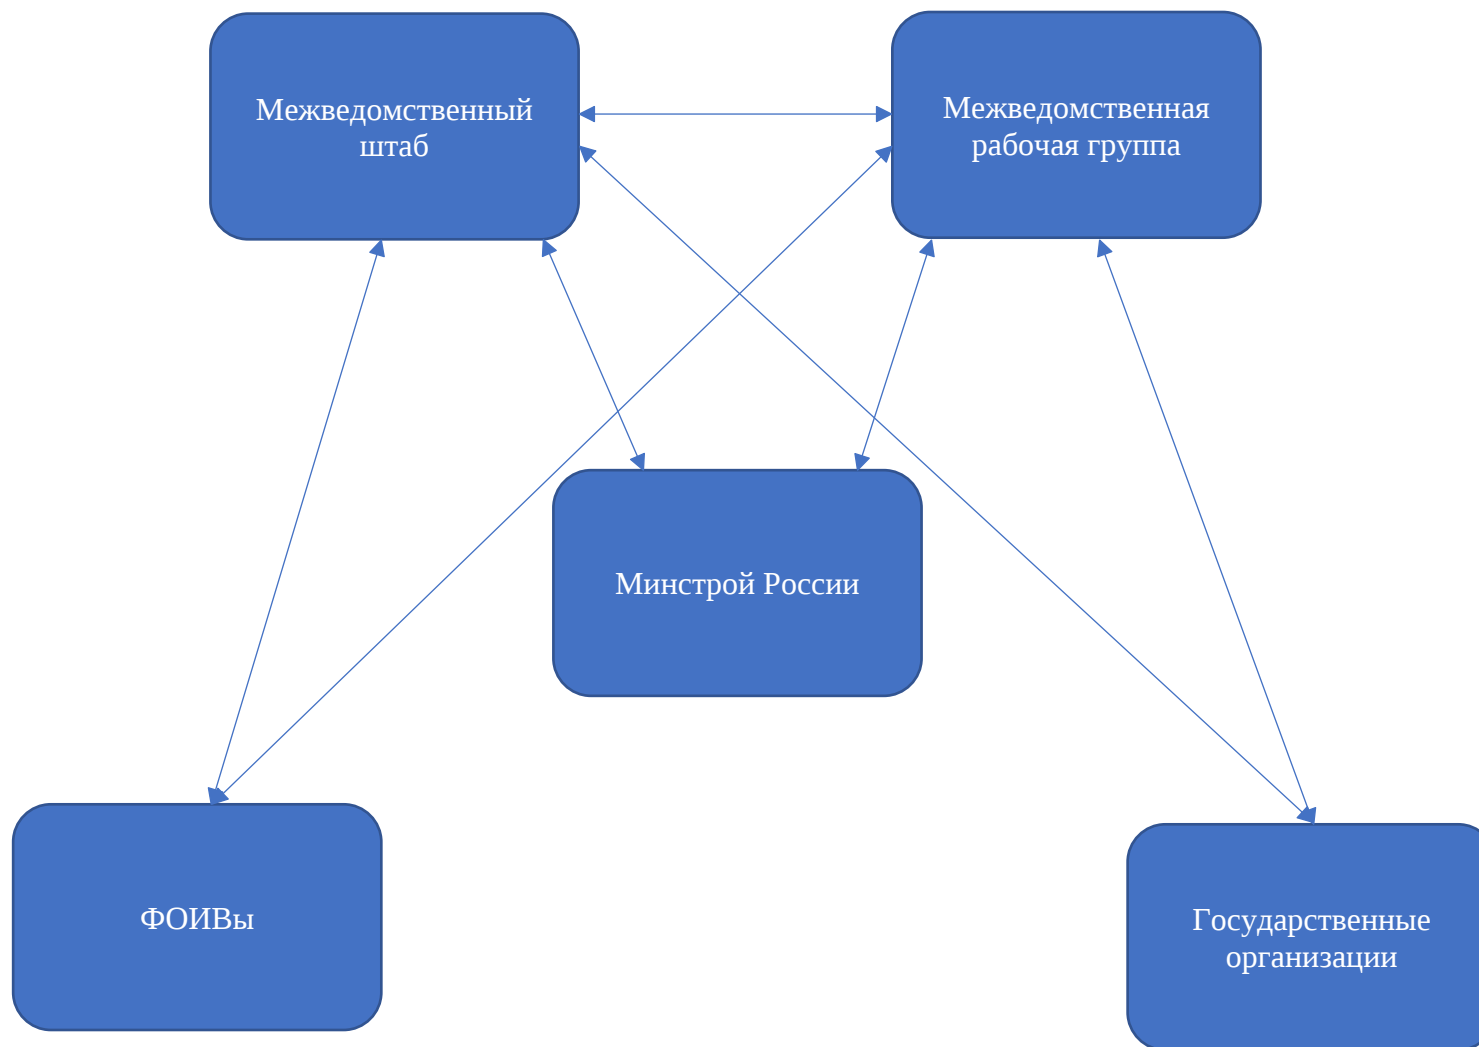 Межведомственный
штаб
Межведомственная
рабочая группа
Минстрой России
ФОИВы
Государственные
организации